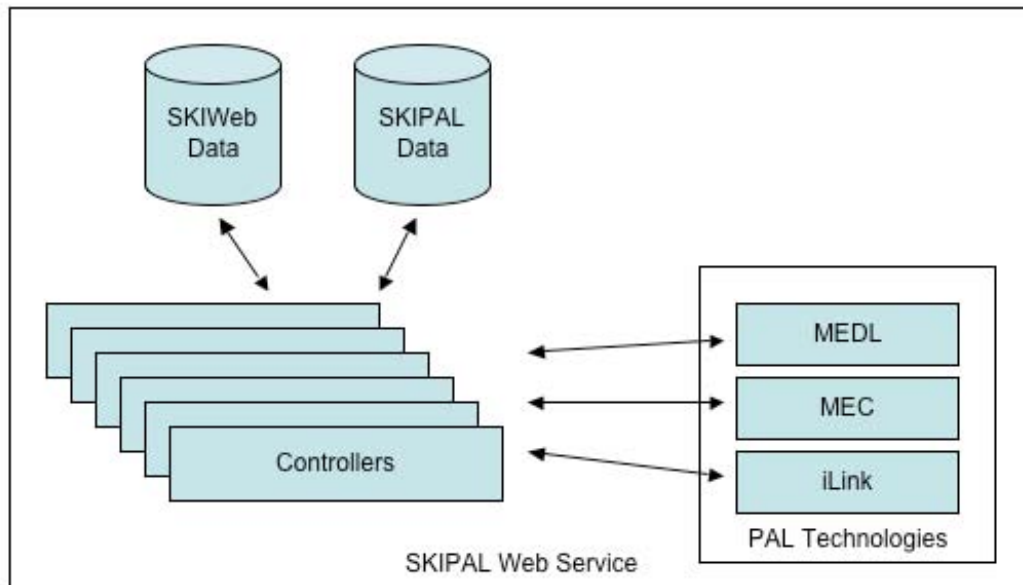 SKIWeb
Data
SKIPAL
Data
MEDL
MEC
Controllers
iLink
PAL Technologies
SKIPAL Web Service